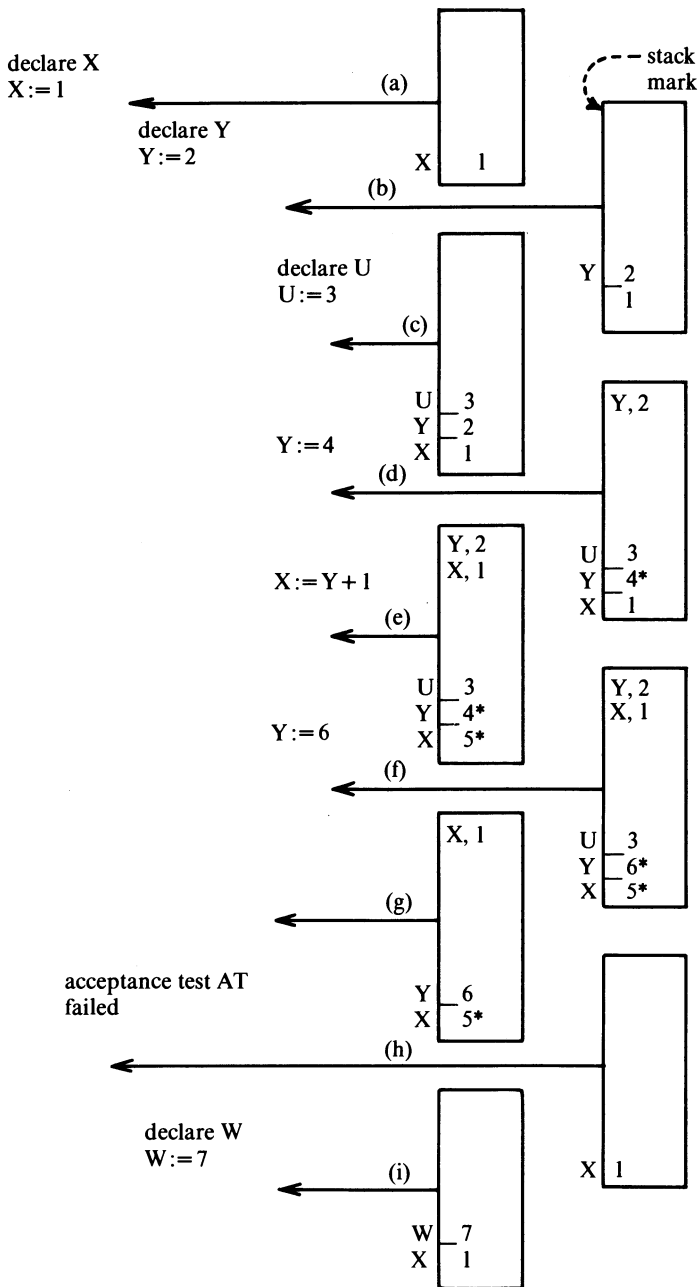 declare X
X:=1
(a)
X 1
stack
mark
declare Y
Y:=2
(b)
Y 2
1
declare U
U:=3
(c)
U 3
Y 2
X 1
Y:=4
(d)
Y, 2
U 3
Y 4*
X 1
X:=Y+1
(e)
Y, 2
X, 1
U 3
Y 4*
X 5*
Y:=6
(f)
Y, 2
X, 1
U 3
Y 6*
X 5*
(g)
X, 1
Y 6
X 5*
acceptance test AT
failed
(h)
X 1
declare W
W:=7
(i)
W 7
X 1